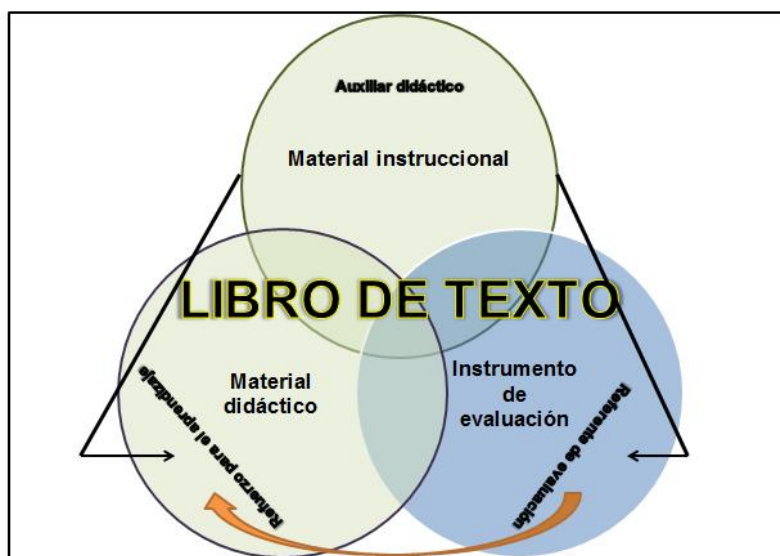 Auxiliar didáctico
Material instruccional
LIBRO DE TEXTO
Material
didáctico
Refuerzo para el aprendizaje
Instrumento
de
evaluación
Referente de evaluación